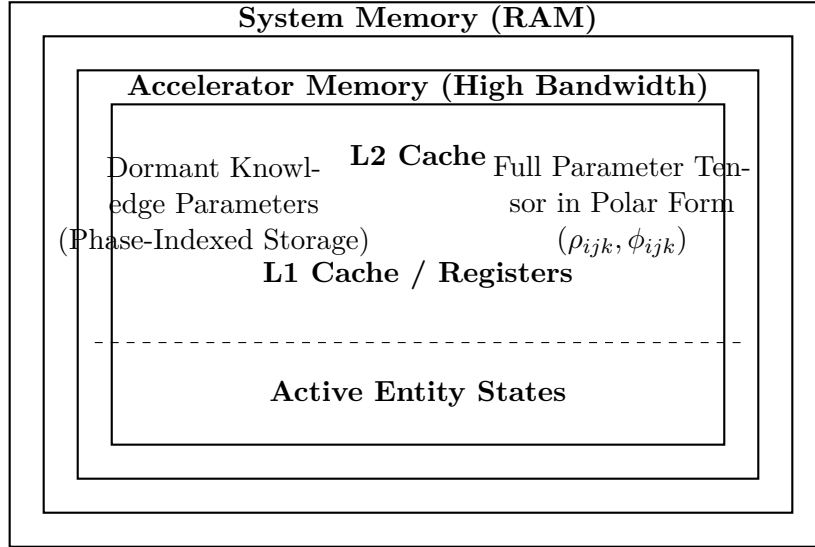 System Memory (RAM)
Accelerator Memory (High Bandwidth)
L2 Cache
Dormant Knowl-
edge Parameters
(Phase-Indexed Storage)
Full Parameter Ten-
sor in Polar Form
(ρ_{ijk}, ϕ_{ijk})
L1 Cache / Registers
Active Entity States